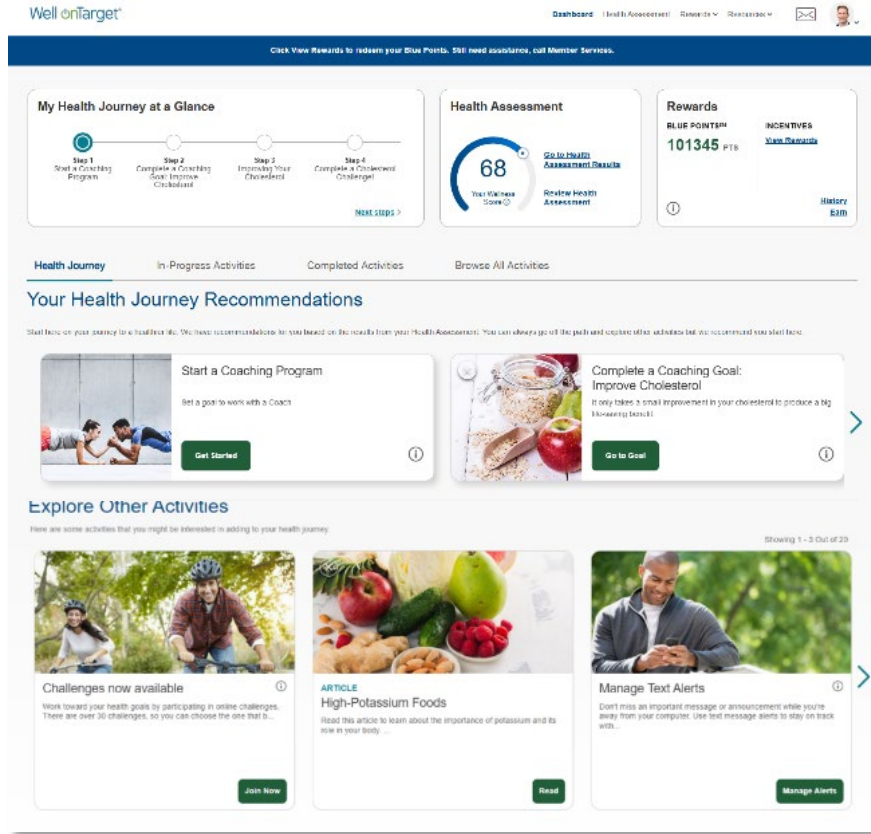 Well onTarget®
Dashboard Health Assessment Rewards Resources
Click View Rewards to redeem your Blue Points. Still need assistance, call Member Services.
My Health Journey at a Glance
Step 1
Start a Coaching
Program
Step 2
Complete a Coaching
Goal: Improve
Cholesterol
Step 3
Improving Your
Cholesterol
Step 4
Complete a Cholesterol
Challenge!
Next steps >
Health Assessment
68
Your Wellness
Score
Go to Health
Assessment Results
Review Health
Assessment
Rewards
BLUE POINTS℠
101345 PTS
INCENTIVES
View Rewards
History
Earn
Health Journey In-Progress Activities Completed Activities Browse All Activities
Your Health Journey Recommendations
Start here on your journey to a healthier life. We have recommendations for you based on the results from your Health Assessment. You can always go off the path and explore other activities but we recommend you start here.
Start a Coaching Program
Set a goal to work with a Coach
Get Started
Complete a Coaching Goal:
Improve Cholesterol
It only takes a small improvement in your cholesterol to produce a big
life-saving benefit.
Go to Goal
Explore Other Activities
Here are some activities that you might be interested in adding to your health journey.
Showing 1 - 3 Out of 29
Challenges now available
Work toward your health goals by participating in online challenges.
There are over 30 challenges, so you can choose the one that b...
Join Now
ARTICLE
High-Potassium Foods
Read this article to learn about the importance of potassium and its
role in your body. ...
Read
Manage Text Alerts
Don't miss an important message or announcement while you're
away from your computer. Use text message alerts to stay on track
with...
Manage Alerts